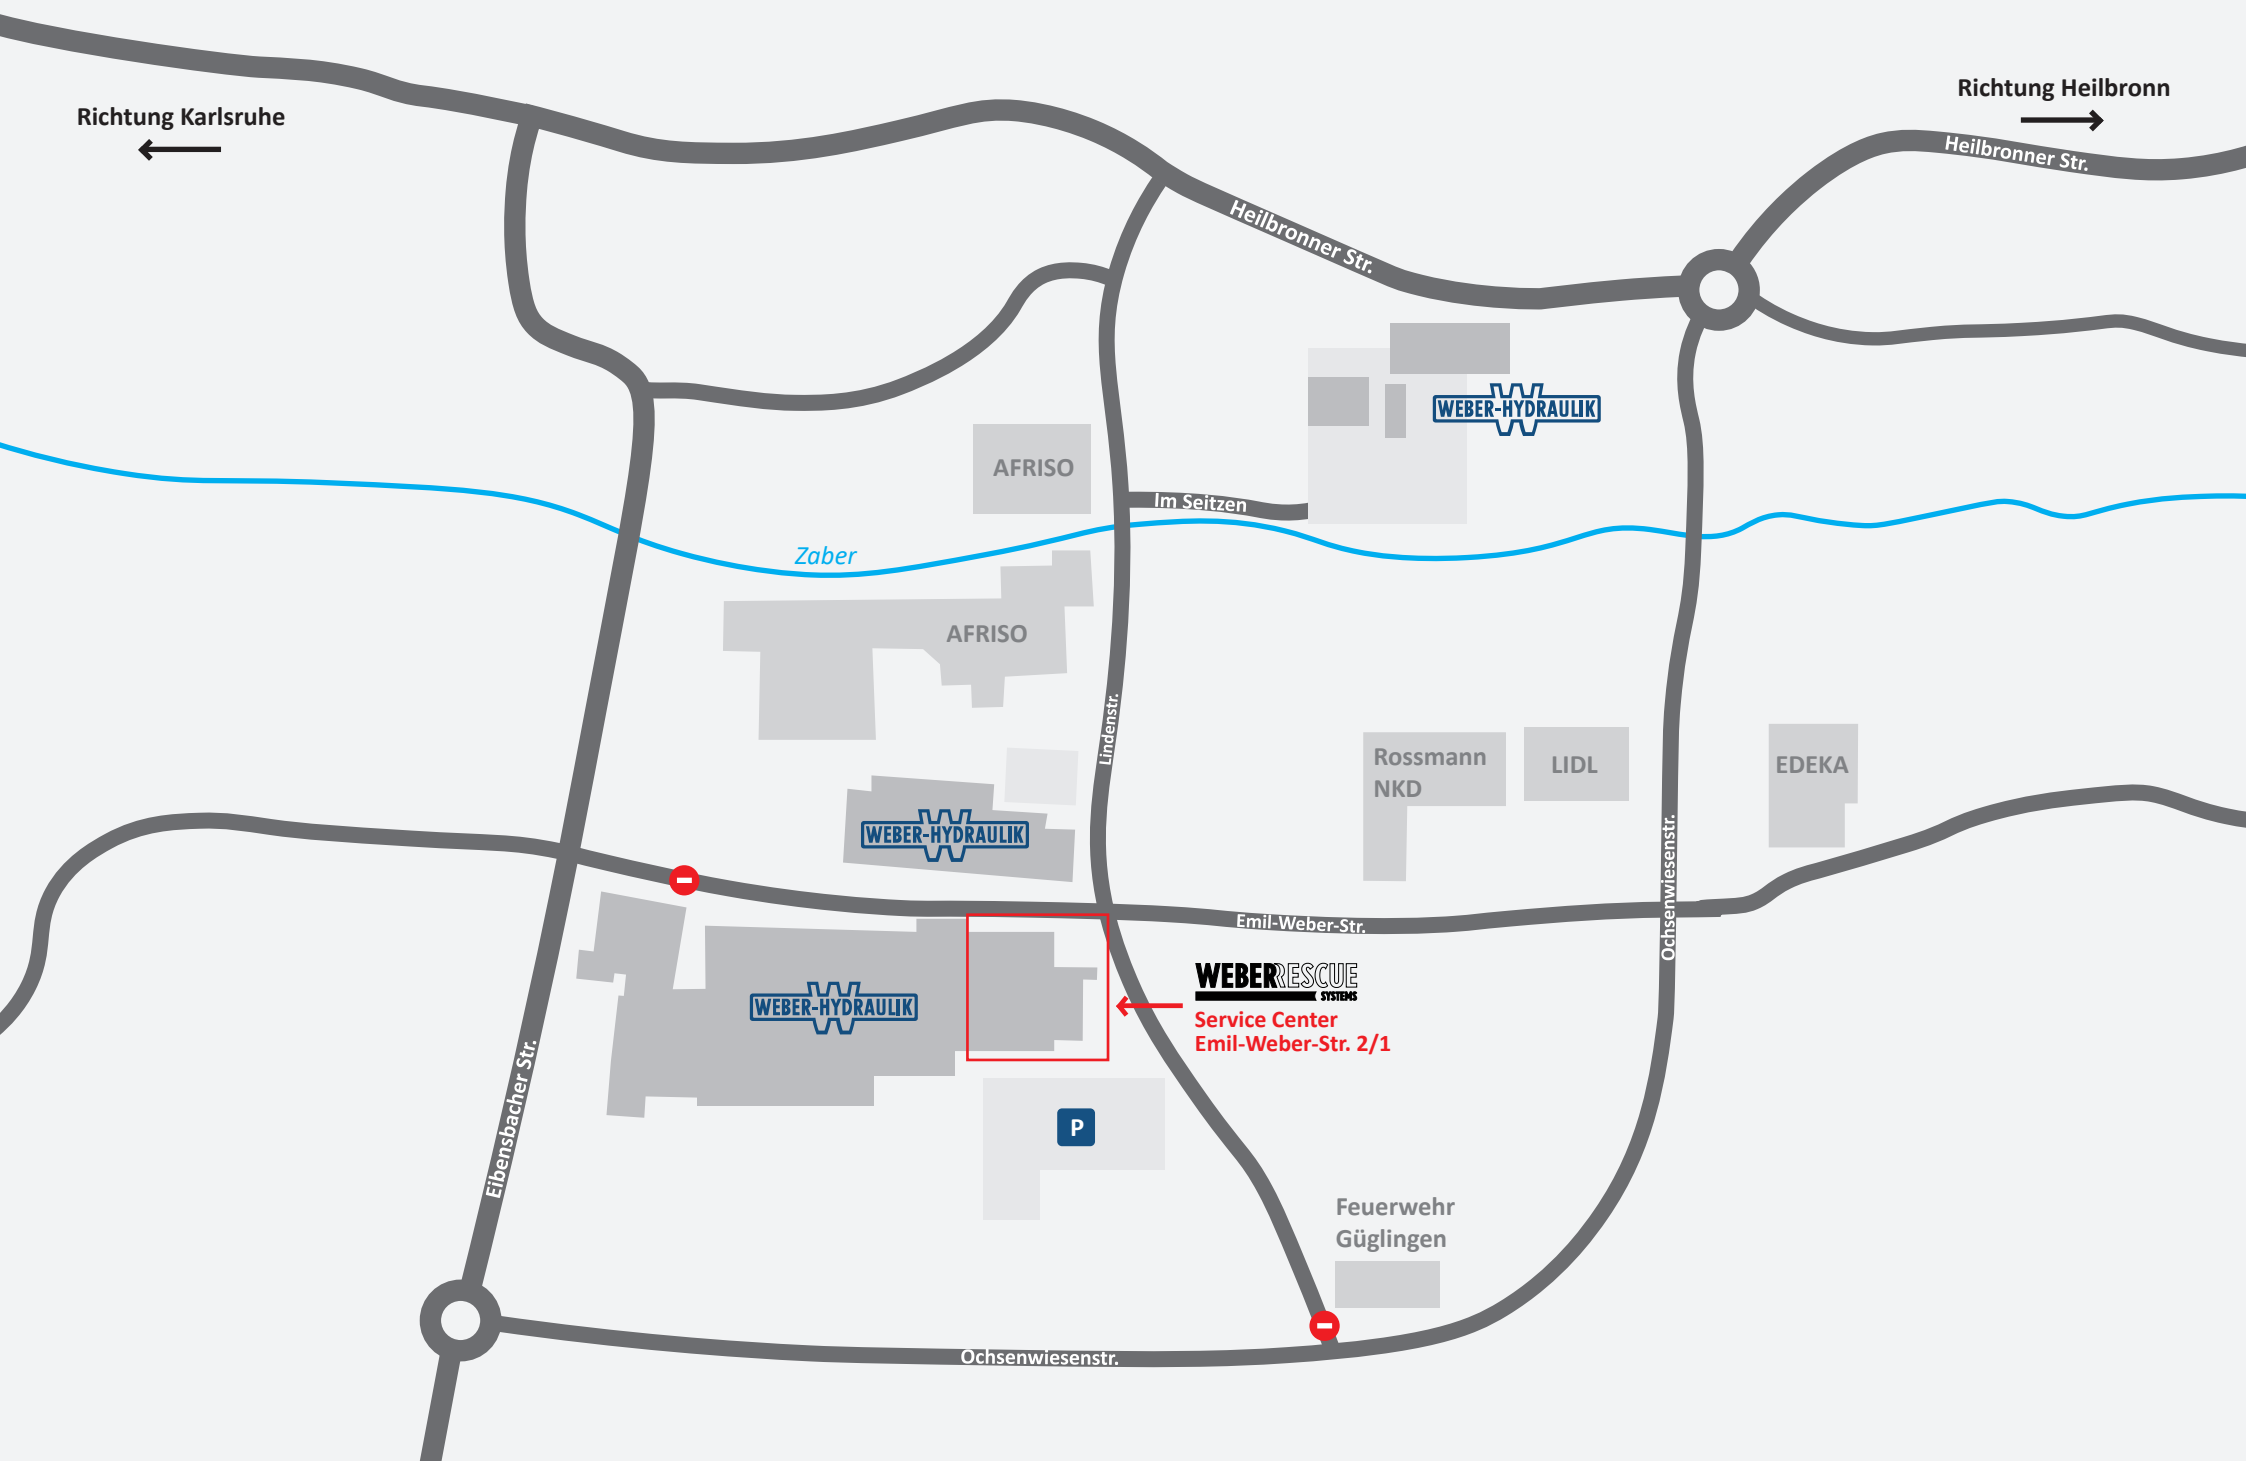 Richtung Heilbronn
Richtung Karlsruhe
Heilbronner Str.
Heilbronner Str.
WEBER-HYDRAULIK
AFRISO
Im Seitzen
Zaber
AFRISO
Lindenstr.
Rossmann
NKD
LIDL
EDEKA
WEBER-HYDRAULIK
Ochsenwiesenstr.
Emil-Weber-Str.
WEBER-HYDRAULIK
WEBERRESCUE
SYSTEMS
Service Center
Emil-Weber-Str. 2/1
Eibensbacher Str.
P
Feuerwehr
Güglingen
Ochsenwiesenstr.